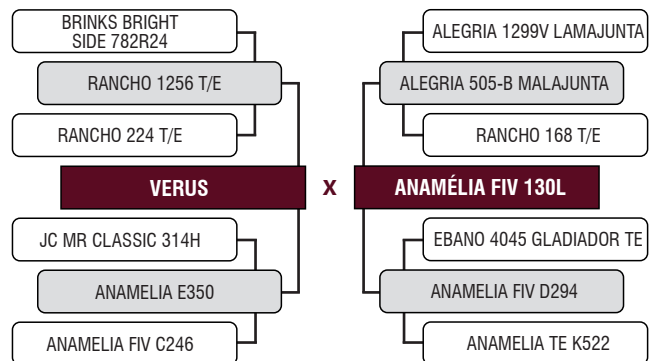 BRINKS BRIGHT
SIDE 782R24
RANCHO 1256 T/E
RANCHO 224 T/E
VERUS
JC MR CLASSIC 314H
ANAMELIA E350
ANAMELIA FIV C246
X
ALEGRIA 1299V LAMAJUNTA
ALEGRIA 505-B MALAJUNTA
RANCHO 168 T/E
ANAMÉLIA FIV 130L
EBANO 4045 GLADIADOR TE
ANAMELIA FIV D294
ANAMELIA TE K522